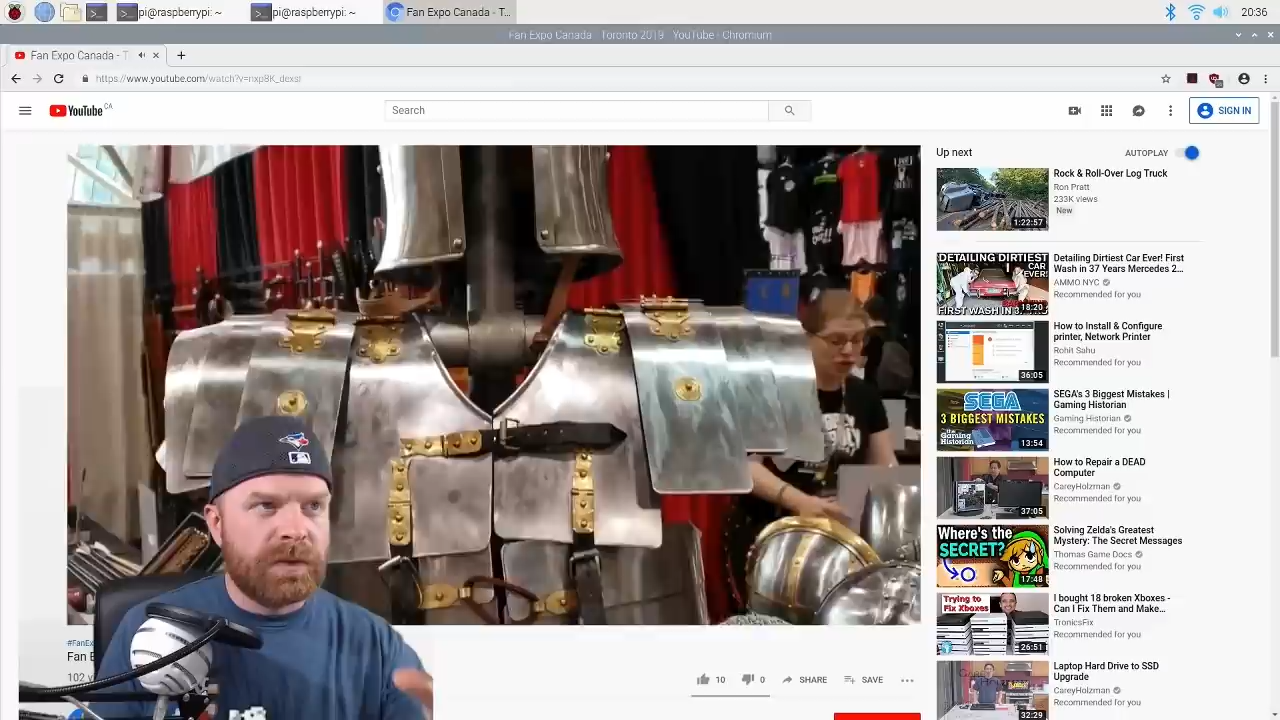 pi@raspberrypi: ~
pi@raspberrypi: ~
Fan Expo Canada - T...
20:36
Fan Expo Canada - Toronto 2019 - YouTube - Chromium
Fan Expo Canada - T
YouTube CA
Search
SIGN IN
Up next
AUTOPLAY
Rock & Roll-Over Log Truck
Ron Pratt
233K views
New
1:22:57
DETAILING DIRTIEST
CAR
EVER!
FIRST WASH IN 3
18:20
Detailing Dirtiest Car Ever! First
Wash in 37 Years Mercedes 2...
AMMO NYC
Recommended for you
How to Install & Configure
printer, Network Printer
Rohit Sahu
Recommended for you
36:05
SEGA
3 BIGGEST MISTAKES
The Gaming
Historian
13:54
SEGA's 3 Biggest Mistakes |
Gaming Historian
Gaming Historian
Recommended for you
How to Repair a DEAD
Computer
CareyHolzman
Recommended for you
37:05
Where's the
SECRET?
17:48
Solving Zelda's Greatest
Mystery: The Secret Messages
Thomas Game Docs
Recommended for you
Trying to
Fix Xboxes
26:51
I bought 18 broken Xboxes -
Can I Fix Them and Make...
TronicsFix
Recommended for you
Laptop Hard Drive to SSD
Upgrade
CareyHolzman
Recommended for you
32:29
#FanEx
Fan E
102 v
10
0
SHARE
SAVE